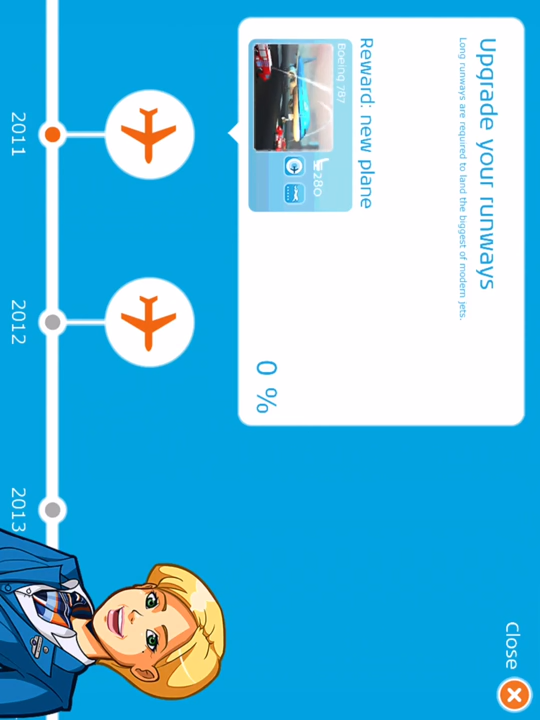 Upgrade your runways
Long runways are required to land the biggest of modern jets.
Reward: new plane
Boeing 787
280
0 %
2011
2012
2013
Close